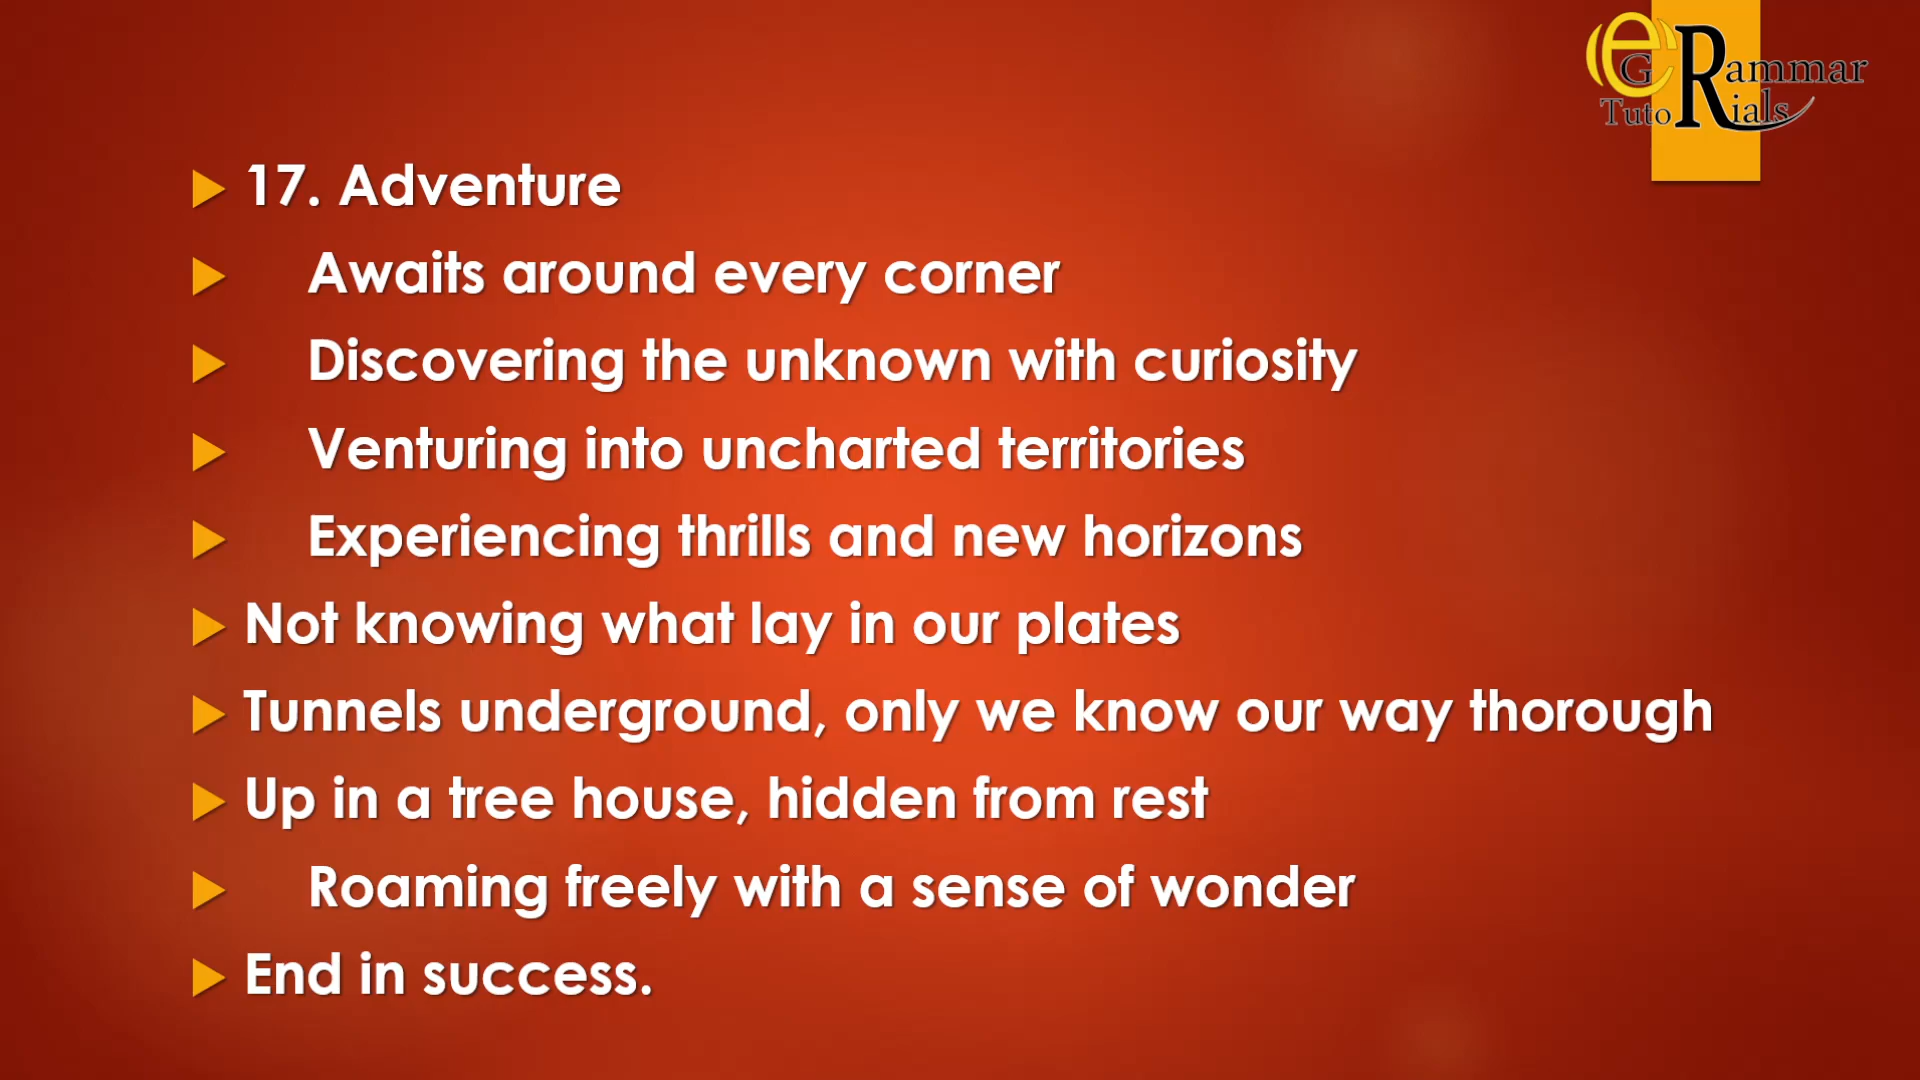 eGRammar
TutoRials
17. Adventure
Awaits around every corner
Discovering the unknown with curiosity
Venturing into uncharted territories
Experiencing thrills and new horizons
Not knowing what lay in our plates
Tunnels underground, only we know our way thorough
Up in a tree house, hidden from rest
Roaming freely with a sense of wonder
End in success.